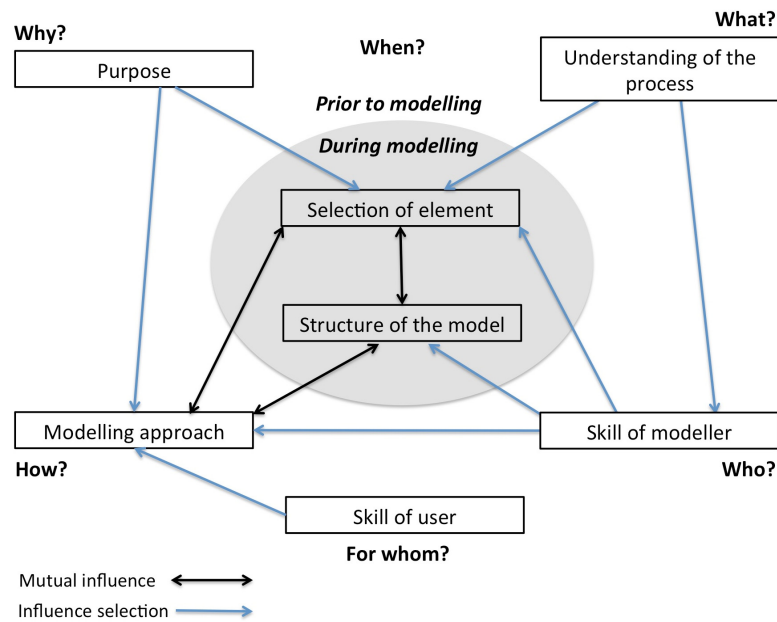 Why?
What?
When?
Purpose
Understanding of the
process
Prior to modelling
During modelling
Selection of element
Structure of the model
Modelling approach
Skill of modeller
How?
Who?
Skill of user
For whom?
Mutual influence
Influence selection